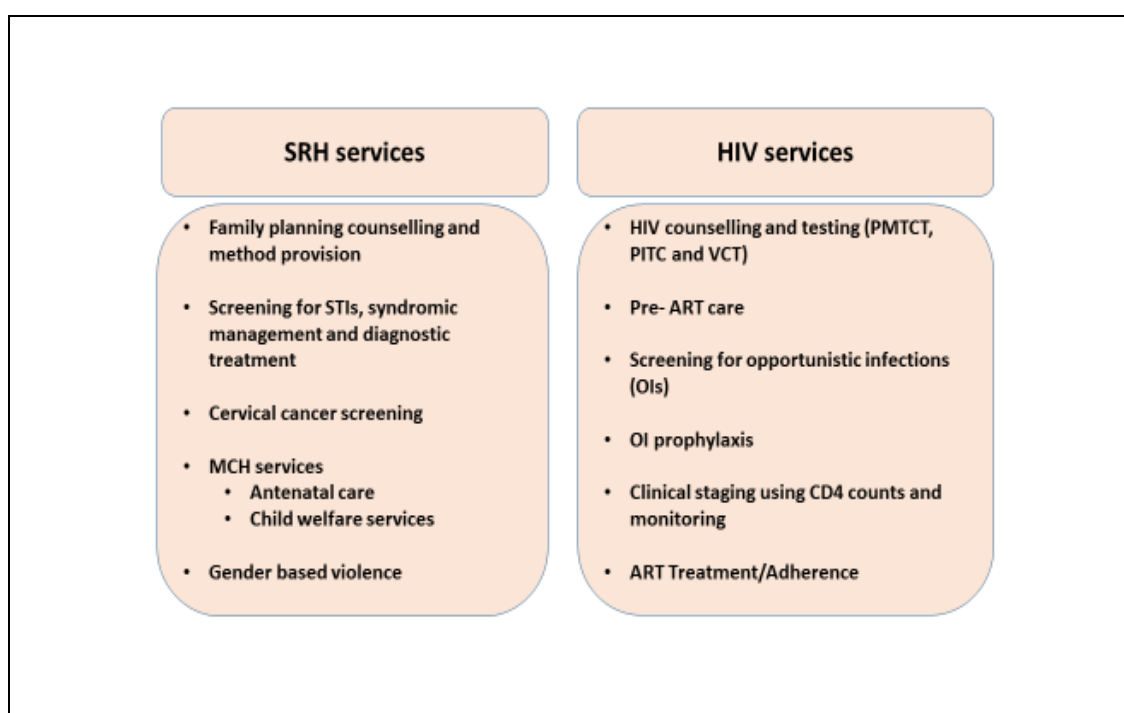 SRH services
• Family planning counselling and
method provision
• Screening for STIs, syndromic
management and diagnostic
treatment
• Cervical cancer screening
• MCH services
• Antenatal care
• Child welfare services
• Gender based violence
HIV services
• HIV counselling and testing (PMTCT,
PITC and VCT)
• Pre- ART care
• Screening for opportunistic infections
(OIs)
• OI prophylaxis
• Clinical staging using CD4 counts and
monitoring
• ART Treatment/Adherence